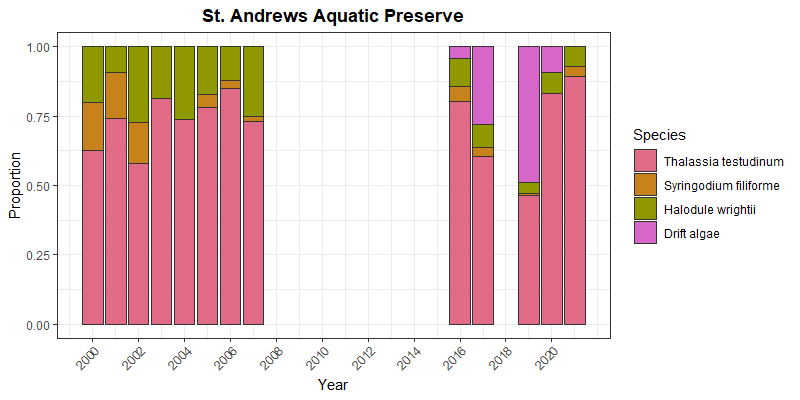 St. Andrews Aquatic Preserve
1.00
0.75
0.50
0.25
0.00
Proportion
2000
2002
2004
2006
2008
2010
2012
2014
2016
2018
2020
Year
Species
Thalassia testudinum
Syringodium filiforme
Halodule wrightii
Drift algae